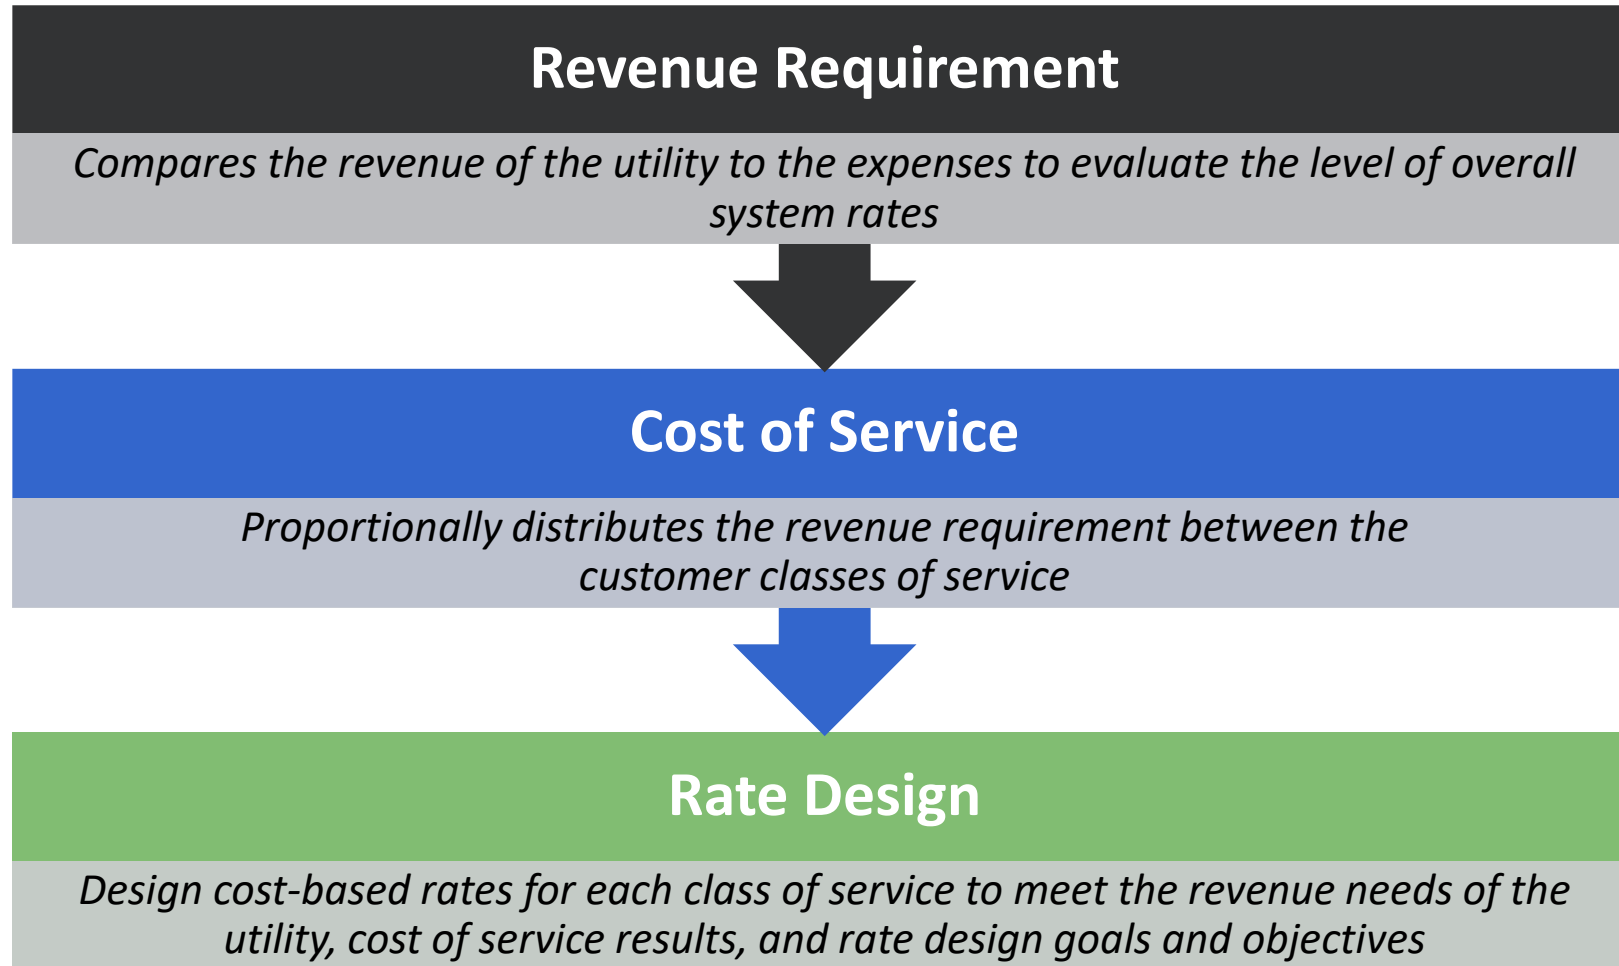 Revenue Requirement
Compares the revenue of the utility to the expenses to evaluate the level of overall
system rates
Cost of Service
Proportionally distributes the revenue requirement between the
customer classes of service
Rate Design
Design cost-based rates for each class of service to meet the revenue needs of the
utility, cost of service results, and rate design goals and objectives